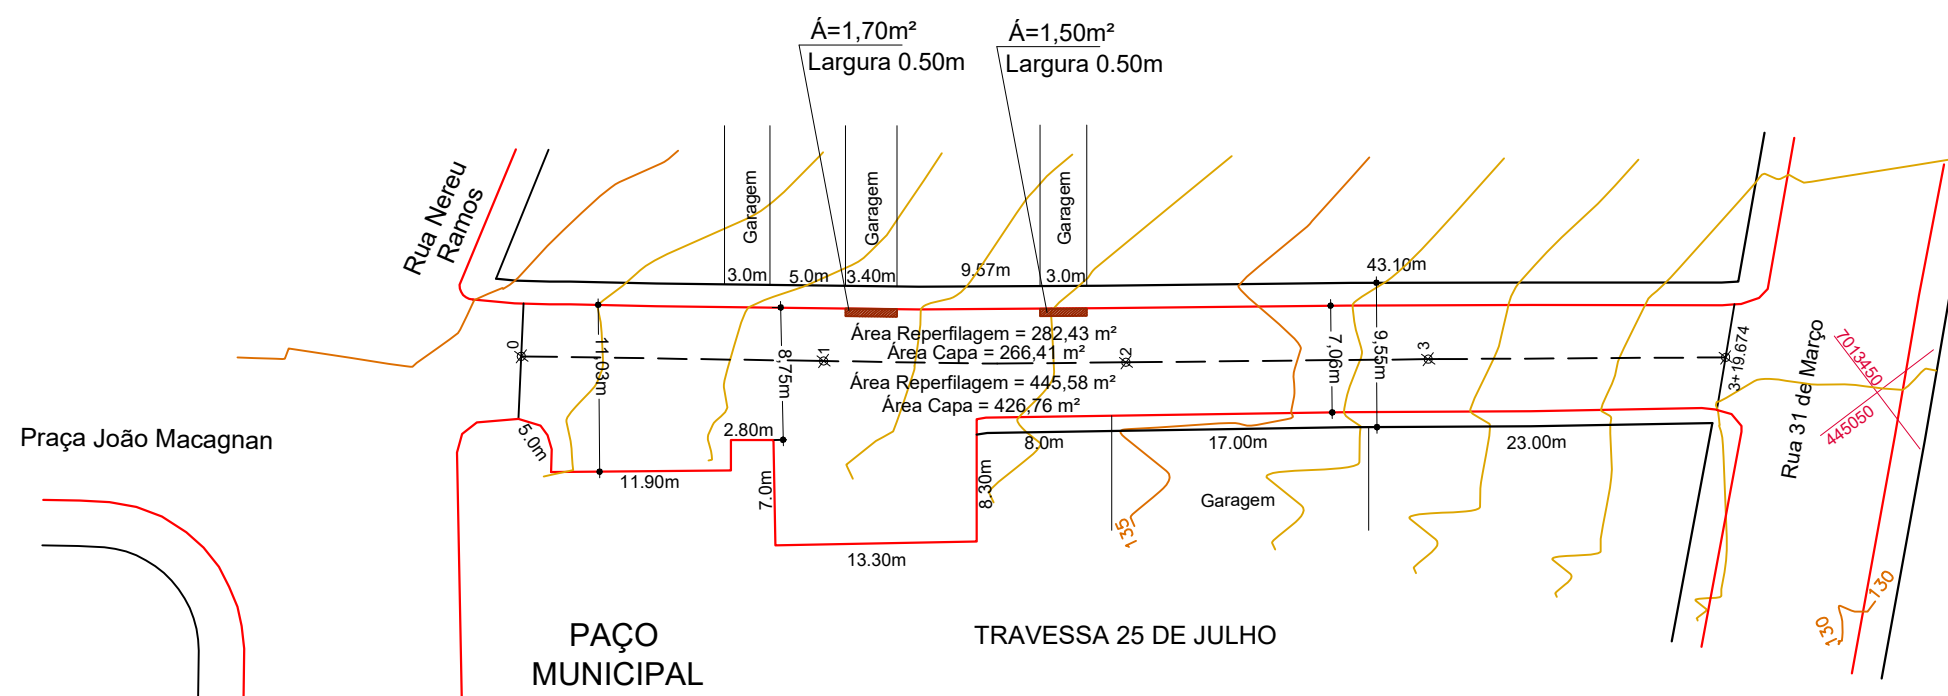 Á=1,70m²
Largura 0.50m
Á=1,50m²
Largura 0.50m
Rua Nereu
Ramos
Garagem
Garagem
Garagem
3.0m
5.0m
3.40m
9.57m
3.0m
43.10m
Área Reperfilagem = 282,43 m²
Área Capa = 266,41 m²
Área Reperfilagem = 445,58 m²
Área Capa = 426,76 m²
0
1
2
3
3+19.674
11.03m
8,75m
7,06m
9.55m
Rua 31 de Março
7013450
445050
Praça João Macagnan
5.0m
2.80m
11.90m
7.0m
13.30m
8.30m
8.0m
17.00m
23.00m
Garagem
135
130
130
PAÇO
MUNICIPAL
TRAVESSA 25 DE JULHO